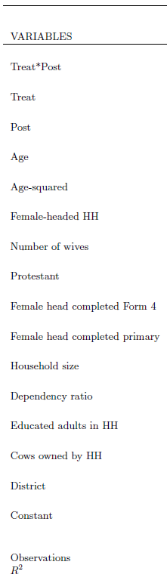 VARIABLES
Treat*Post
Treat
Post
Age
Age-squared
Female-headed HH
Number of wives
Protestant
Female head completed Form 4
Female head completed primary
Household size
Dependency ratio
Educated adults in HH
Cows owned by HH
District
Constant
Observations
R²